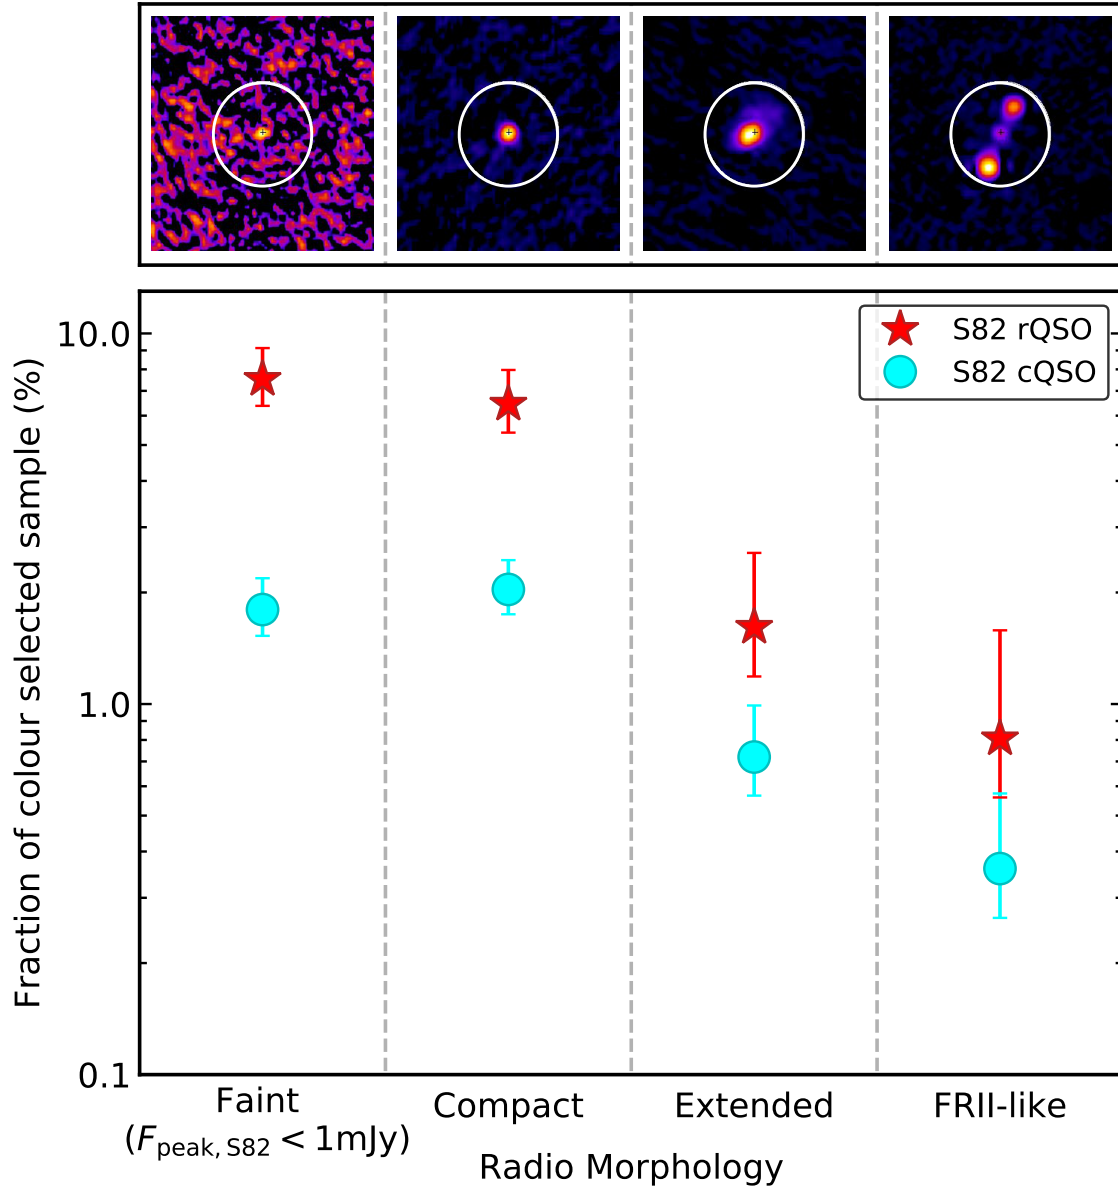 S82 rQSO
S82 cQSO
Fraction of colour selected sample (%)
10.0
1.0
0.1
Faint
(F_peak, S82 < 1mJy)
Compact
Extended
FRII-like
Radio Morphology